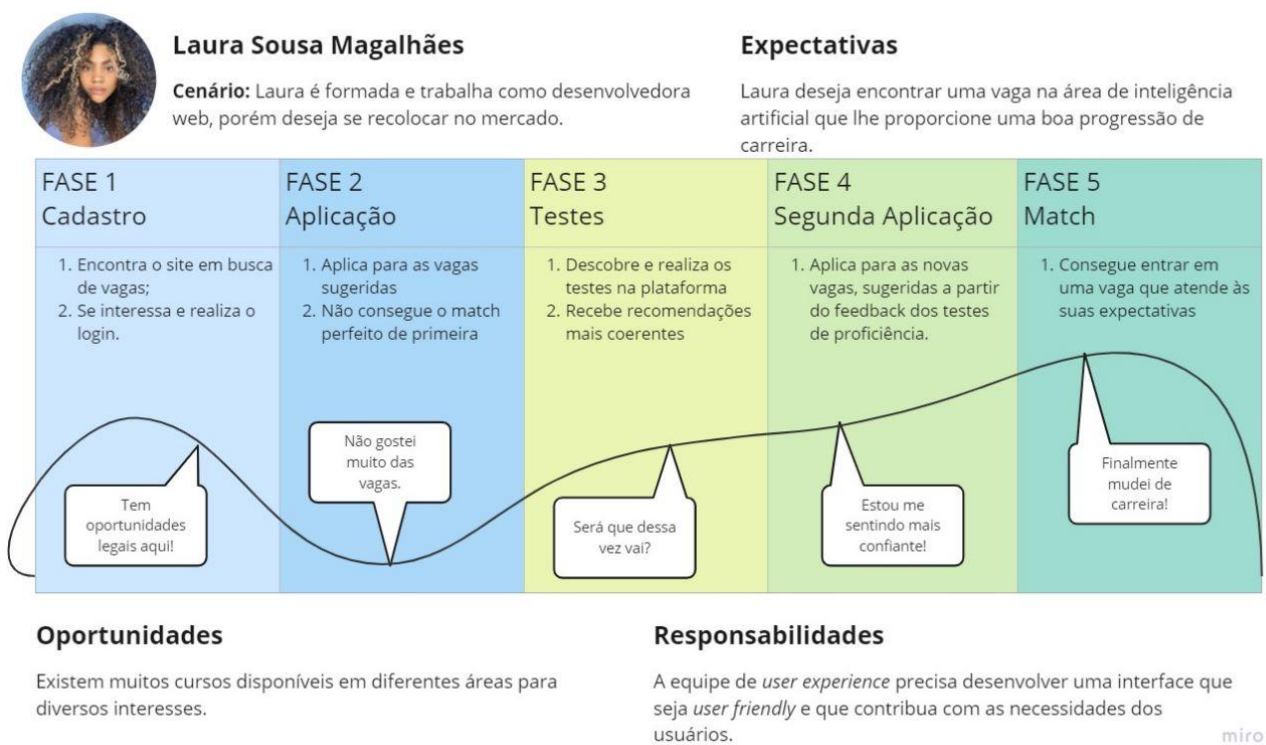 Laura Sousa Magalhães
Cenário: Laura é formada e trabalha como desenvolvedora
web, porém deseja se recolocar no mercado.
Expectativas
Laura deseja encontrar uma vaga na área de inteligência
artificial que lhe proporcione uma boa progressão de
carreira.
FASE 1
Cadastro
1. Encontra o site em busca
de vagas;
2. Se interessa e realiza o
login.
Tem
oportunidades
legais aqui!
FASE 2
Aplicação
1. Aplica para as vagas
sugeridas
2. Não consegue o match
perfeito de primeira
Não gostei
muito das
vagas.
FASE 3
Testes
1. Descobre e realiza os
testes na plataforma
2. Recebe recomendações
mais coerentes
Será que dessa
vez vai?
FASE 4
Segunda Aplicação
1. Aplica para as novas
vagas, sugeridas a partir
do feedback dos testes
de proficiência.
Estou me
sentindo mais
confiante!
FASE 5
Match
1. Consegue entrar em
uma vaga que atende às
suas expectativas
Finalmente
mudei de
carreira!
Oportunidades
Existem muitos cursos disponíveis em diferentes áreas para
diversos interesses.
Responsabilidades
A equipe de user experience precisa desenvolver uma interface que
seja user friendly e que contribua com as necessidades dos
usuários.
miro